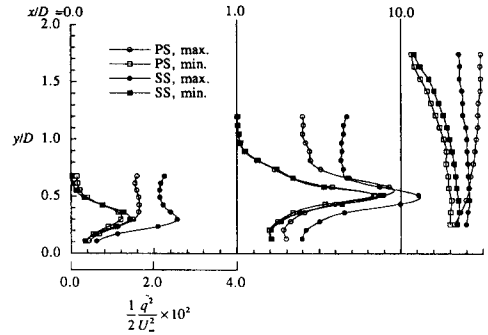 x/D = 0.0 1.0 10.0
2.0
PS, max.
PS, min.
SS, max.
SS, min.
1.5
y/D
1.0
0.5
0.0
0.0 2.0 4.0
1/2 q²/U² × 10²